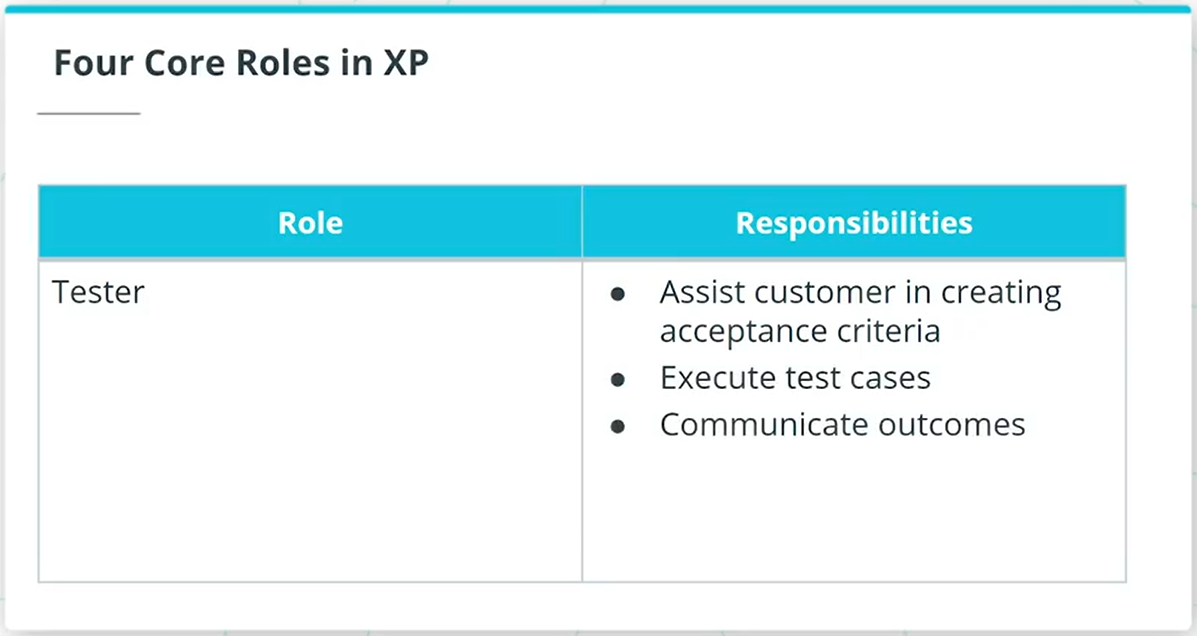 Four Core Roles in XP
Role
Responsibilities
Tester
● Assist customer in creating
acceptance criteria
● Execute test cases
● Communicate outcomes